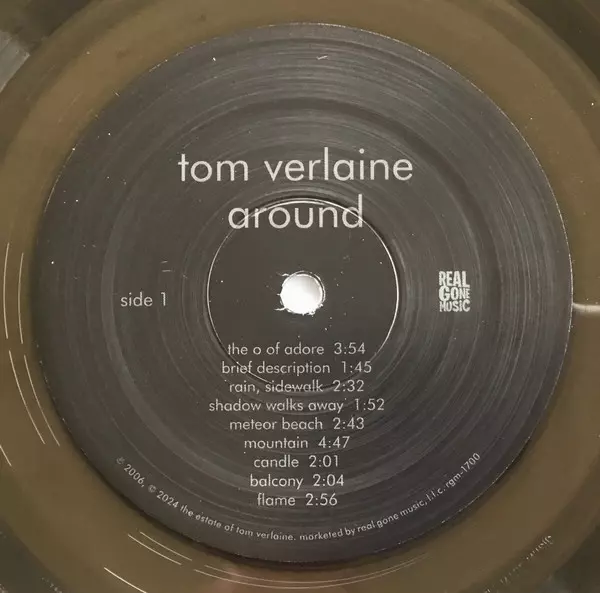 tom verlaine
around
side 1
REAL
GONE
MUSIC
the o of adore 3:54
brief description 1:45
rain, sidewalk 2:32
shadow walks away 1:52
meteor beach 2:43
mountain 4:47
candle 2:01
balcony 2:04
flame 2:56
℗ 2006, © 2024 the estate of tom verlaine. marketed by real gone music, l.l.c. rgm-1700